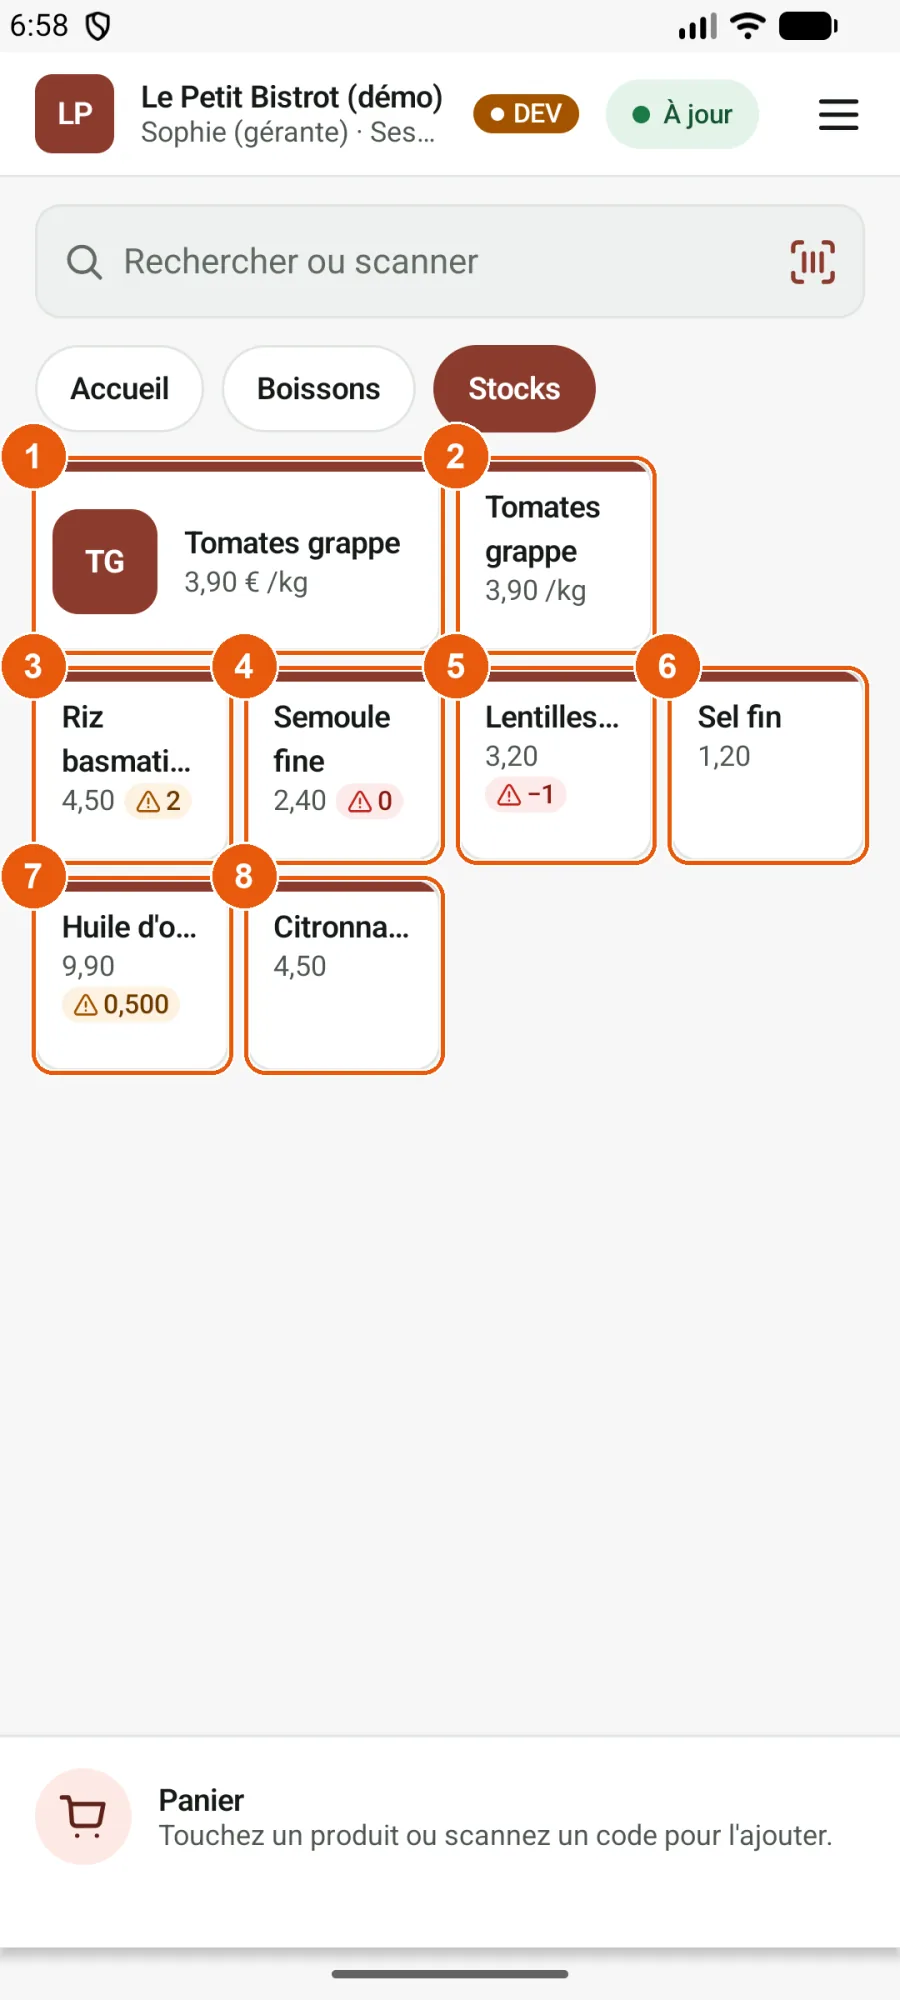 6:58
LP
Le Petit Bistrot (démo)
Sophie (gérante) · Ses...
DEV
À jour
Rechercher ou scanner
Accueil
Boissons
Stocks
1
2
TG
Tomates grappe
3,90 € /kg
Tomates
grappe
3,90 /kg
3
4
5
6
Riz
basmati...
4,50 2
Semoule
fine
2,40 0
Lentilles...
3,20
−1
Sel fin
1,20
7
8
Huile d'o...
9,90
0,500
Citronna...
4,50
Panier
Touchez un produit ou scannez un code pour l'ajouter.